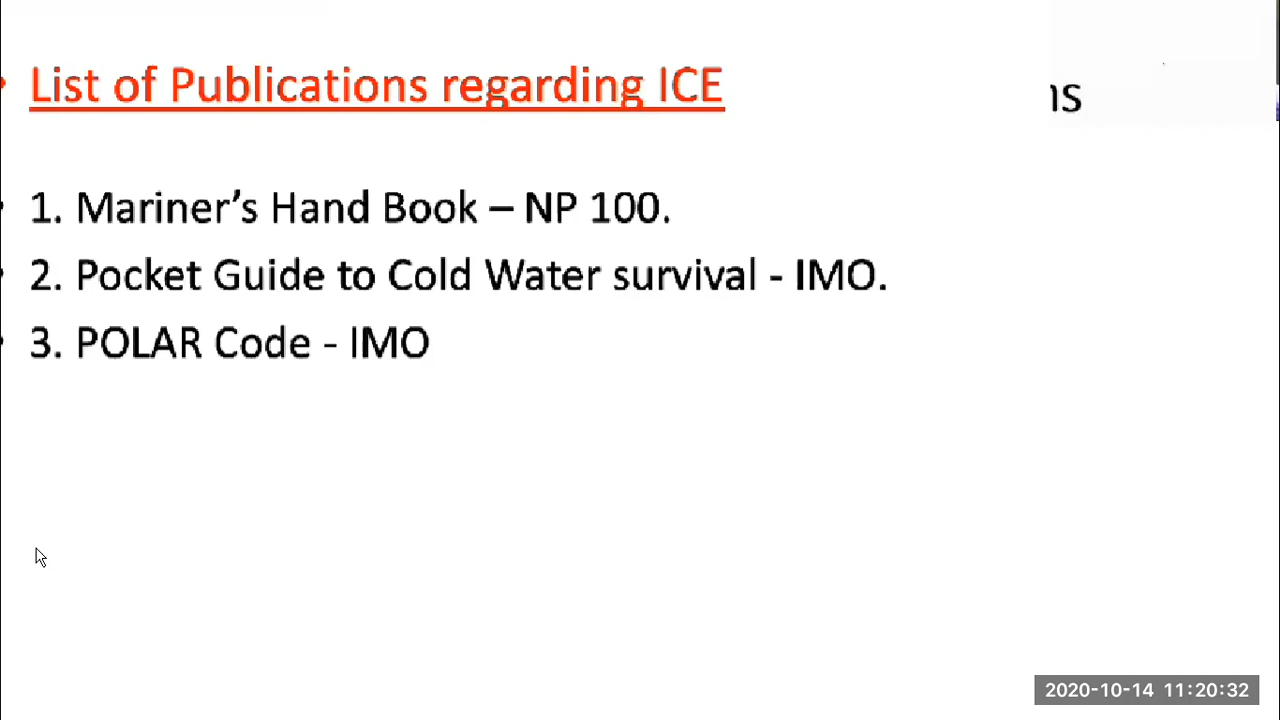 • List of Publications regarding ICE
ns
• 1. Mariner’s Hand Book – NP 100.
• 2. Pocket Guide to Cold Water survival - IMO.
• 3. POLAR Code - IMO
2020-10-14 11:20:32